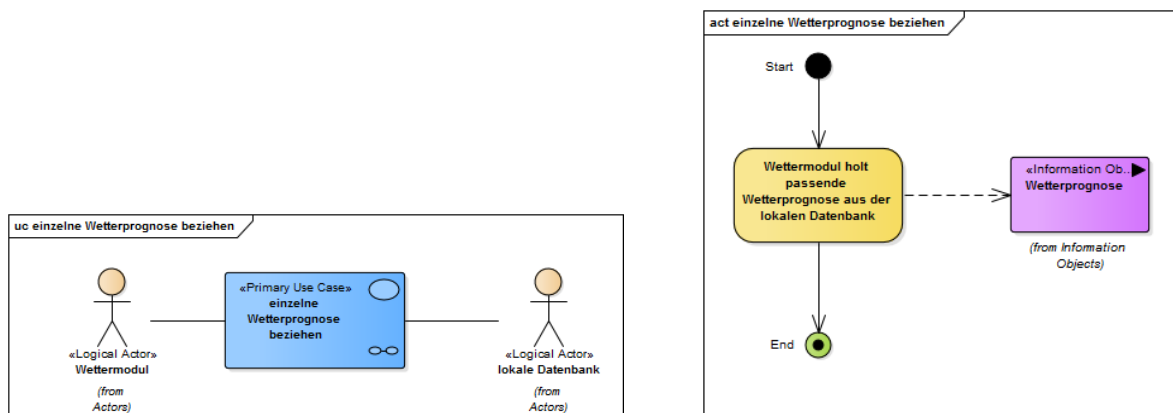 uc einzelne Wetterprognose beziehen
«Logical Actor»
Wettermodul
(from
Actors)
«Primary Use Case»
einzelne
Wetterprognose
beziehen
«Logical Actor»
lokale Datenbank
(from
Actors)
act einzelne Wetterprognose beziehen
Start
Wettermodul holt
passende
Wetterprognose aus der
lokalen Datenbank
«Information Ob...
Wetterprognose
(from Information
Objects)
End